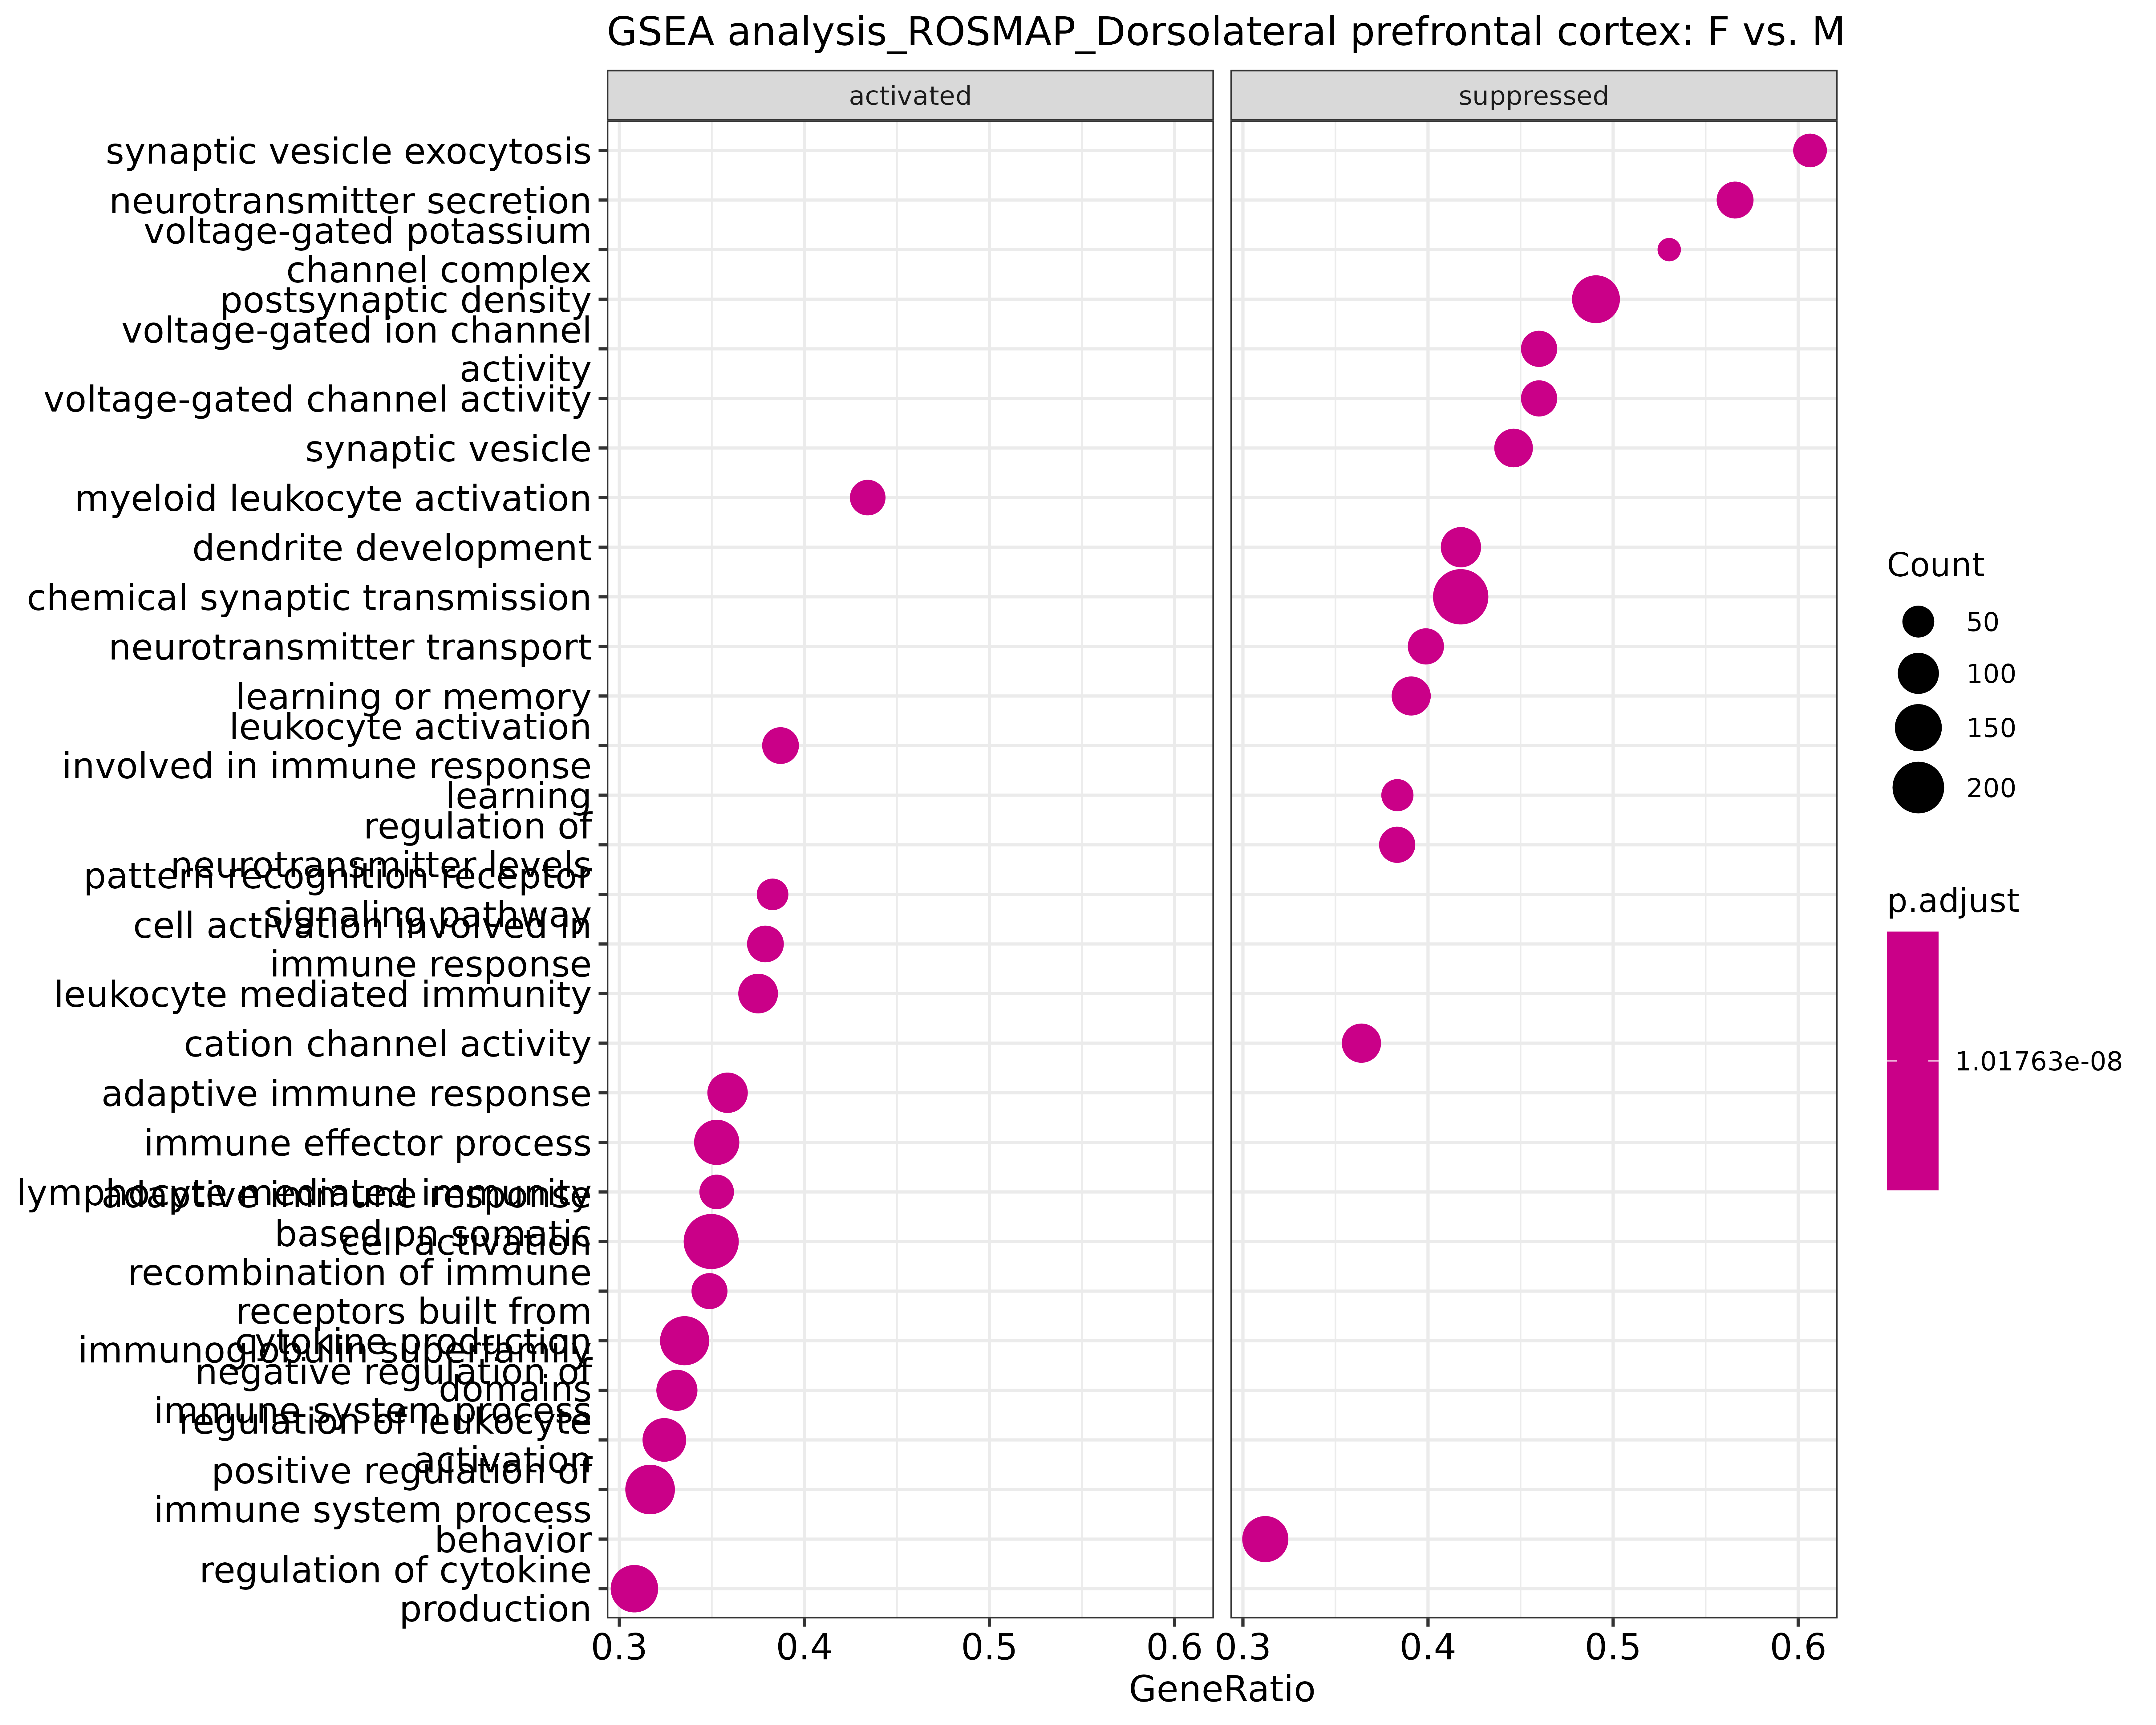 GSEA analysis_ROSMAP_Dorsolateral prefrontal cortex: F vs. M
activated
suppressed
synaptic vesicle exocytosis
neurotransmitter secretion
voltage-gated potassium
channel complex
postsynaptic density
voltage-gated ion channel
activity
voltage-gated channel activity
synaptic vesicle
myeloid leukocyte activation
dendrite development
chemical synaptic transmission
neurotransmitter transport
learning or memory
leukocyte activation
involved in immune response
learning
regulation of
neurotransmitter levels
pattern recognition receptor
signaling pathway
cell activation involved in
immune response
leukocyte mediated immunity
cation channel activity
adaptive immune response
immune effector process
lymphocyte mediated immunity
cell activation
adaptive immune response
based on somatic
recombination of immune
receptors built from
immunoglobulin superfamily
domains
cytokine production
negative regulation of
immune system process
regulation of leukocyte
activation
positive regulation of
immune system process
behavior
regulation of cytokine
production
0.3
0.4
0.5
0.6
0.3
0.4
0.5
0.6
GeneRatio
Count
50
100
150
200
p.adjust
1.01763e-08